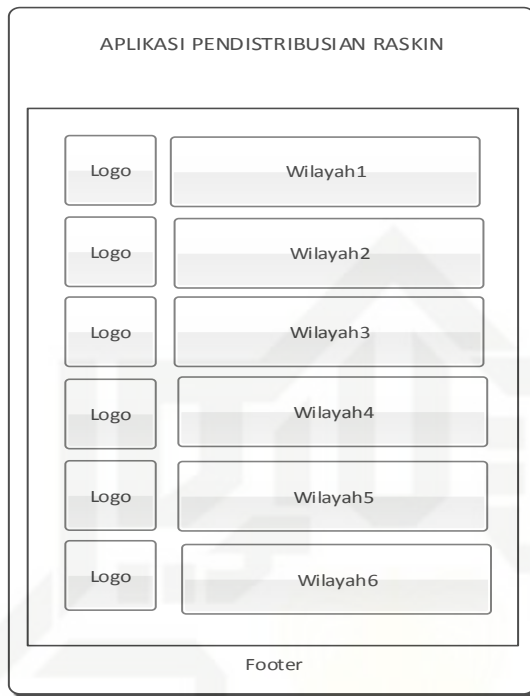 APLIKASI PENDISTRIBUSIAN RASKIN
Logo Wilayah1
Logo Wilayah2
Logo Wilayah3
Logo Wilayah4
Logo Wilayah5
Logo Wilayah6
Footer